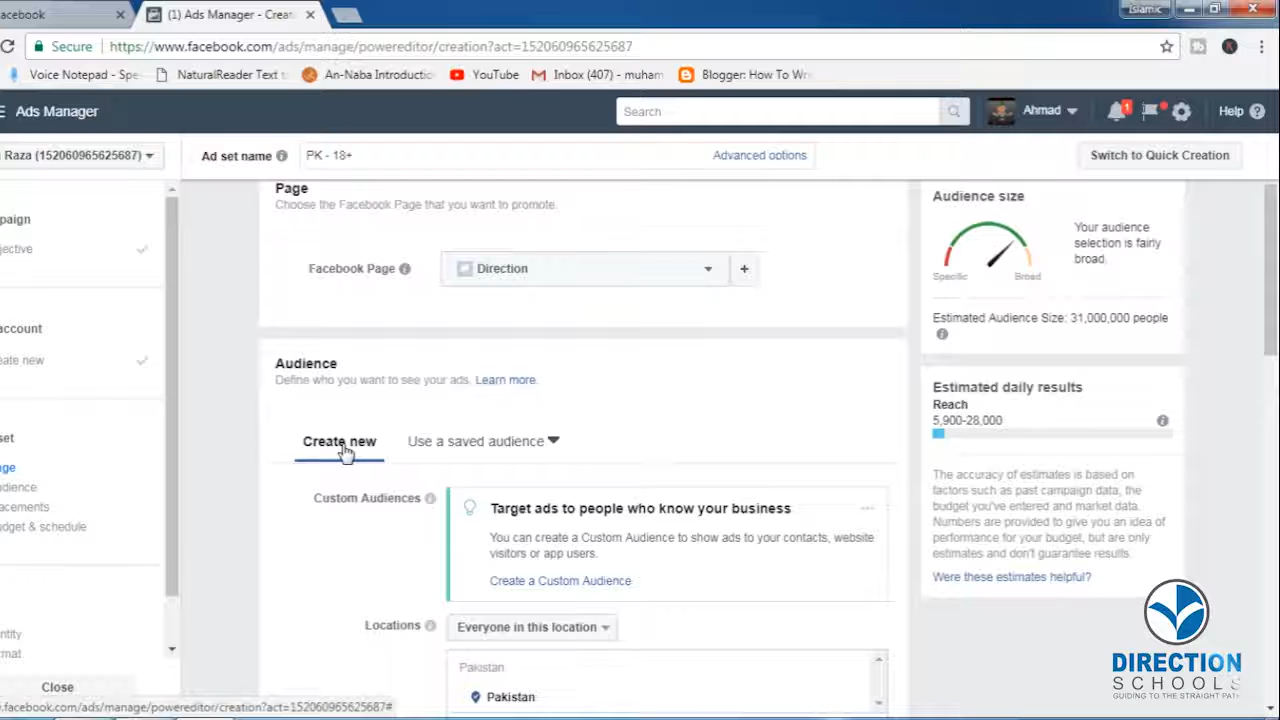 acebook
(1) Ads Manager - Creat
Islamic
Secure
https://www.facebook.com/ads/manage/powereditor/creation?act=152060965625687
Voice Notepad - Spe
NaturalReader Text t
An-Naba Introductio
YouTube
Inbox (407) - muham
Blogger: How To Wr
Ads Manager
Search
Ahmad
1
Help
Raza (152060965625687)
Ad set name
PK - 18+
Advanced options
Switch to Quick Creation
Page
Choose the Facebook Page that you want to promote.
Facebook Page
Direction
+
Audience
Define who you want to see your ads. Learn more.
Create new
Use a saved audience
Custom Audiences
Target ads to people who know your business
You can create a Custom Audience to show ads to your contacts, website
visitors or app users.
Create a Custom Audience
Locations
Everyone in this location
Pakistan
Pakistan
paign
jective
account
eate new
set
age
dience
acements
udget & schedule
ntity
rmat
Close
w.facebook.com/ads/manage/powereditor/creation?act=152060965625687#
Audience size
Your audience
selection is fairly
broad.
Specific
Broad
Estimated Audience Size: 31,000,000 people
Estimated daily results
Reach
5,900-28,000
The accuracy of estimates is based on
factors such as past campaign data, the
budget you've entered and market data.
Numbers are provided to give you an idea of
performance for your budget, but are only
estimates and don't guarantee results.
Were these estimates helpful?
DIRECTION
SCHOOLS
GUIDING TO THE STRAIGHT PATH